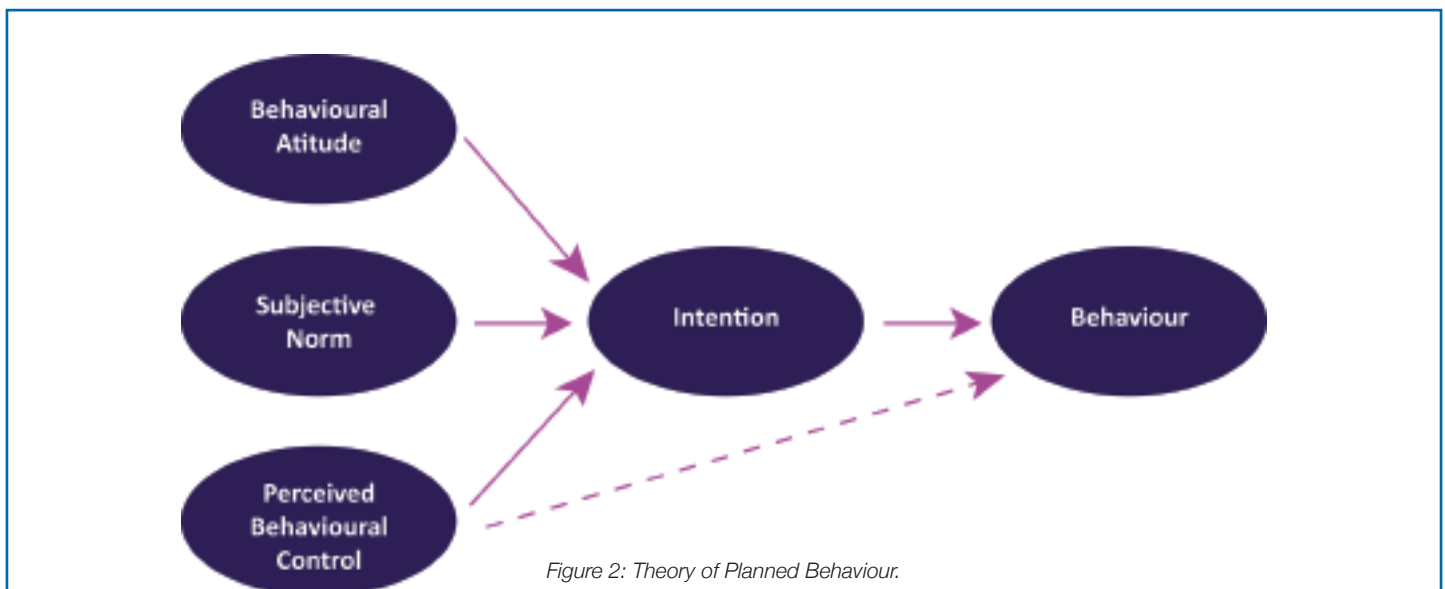 Behavioural
Atitude
Subjective
Norm
Intention
Behaviour
Perceived
Behavioural
Control
Figure 2: Theory of Planned Behaviour.